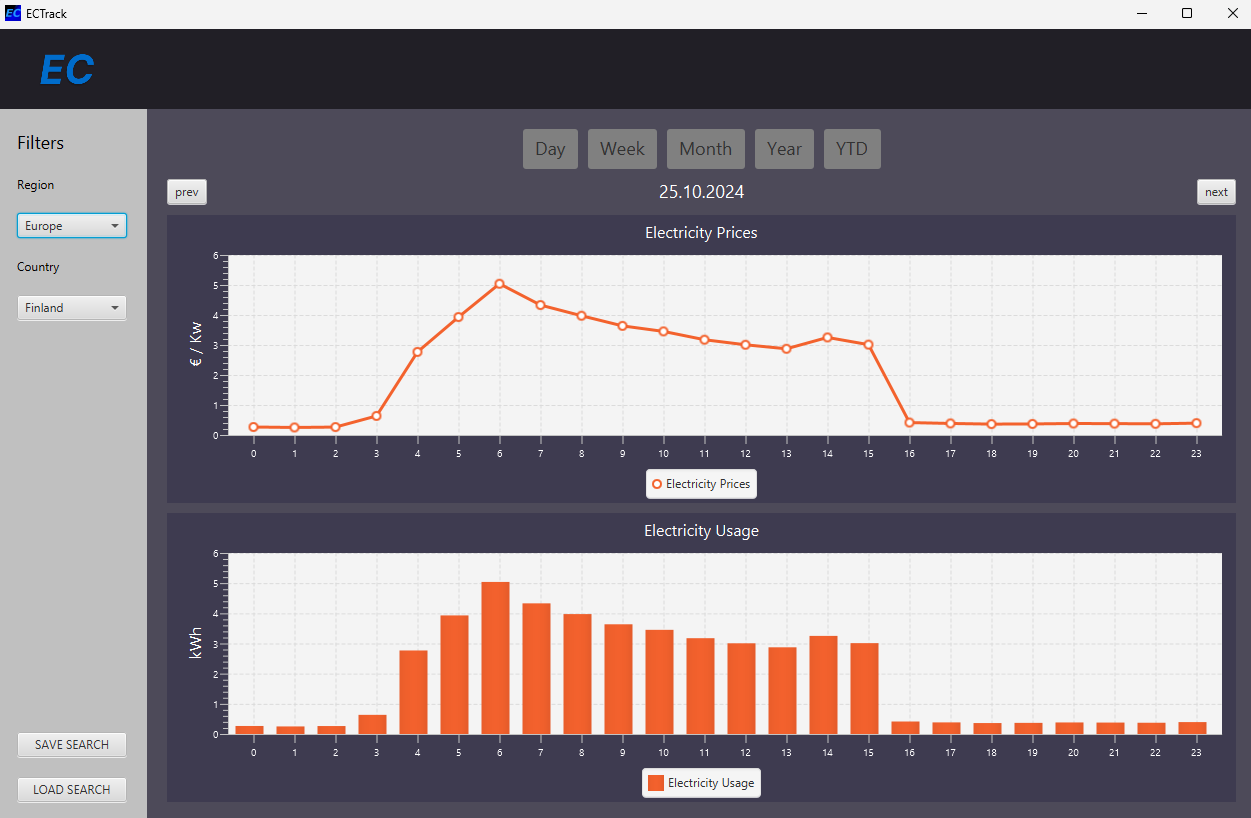 EC ECTrack
EC
Filters
Region
Europe
Country
Finland
SAVE SEARCH
LOAD SEARCH
Day Week Month Year YTD
prev 25.10.2024 next
Electricity Prices
€ / Kw
6
5
4
3
2
1
0
0 1 2 3 4 5 6 7 8 9 10 11 12 13 14 15 16 17 18 19 20 21 22 23
Electricity Prices
Electricity Usage
kWh
6
5
4
3
2
1
0
0 1 2 3 4 5 6 7 8 9 10 11 12 13 14 15 16 17 18 19 20 21 22 23
Electricity Usage